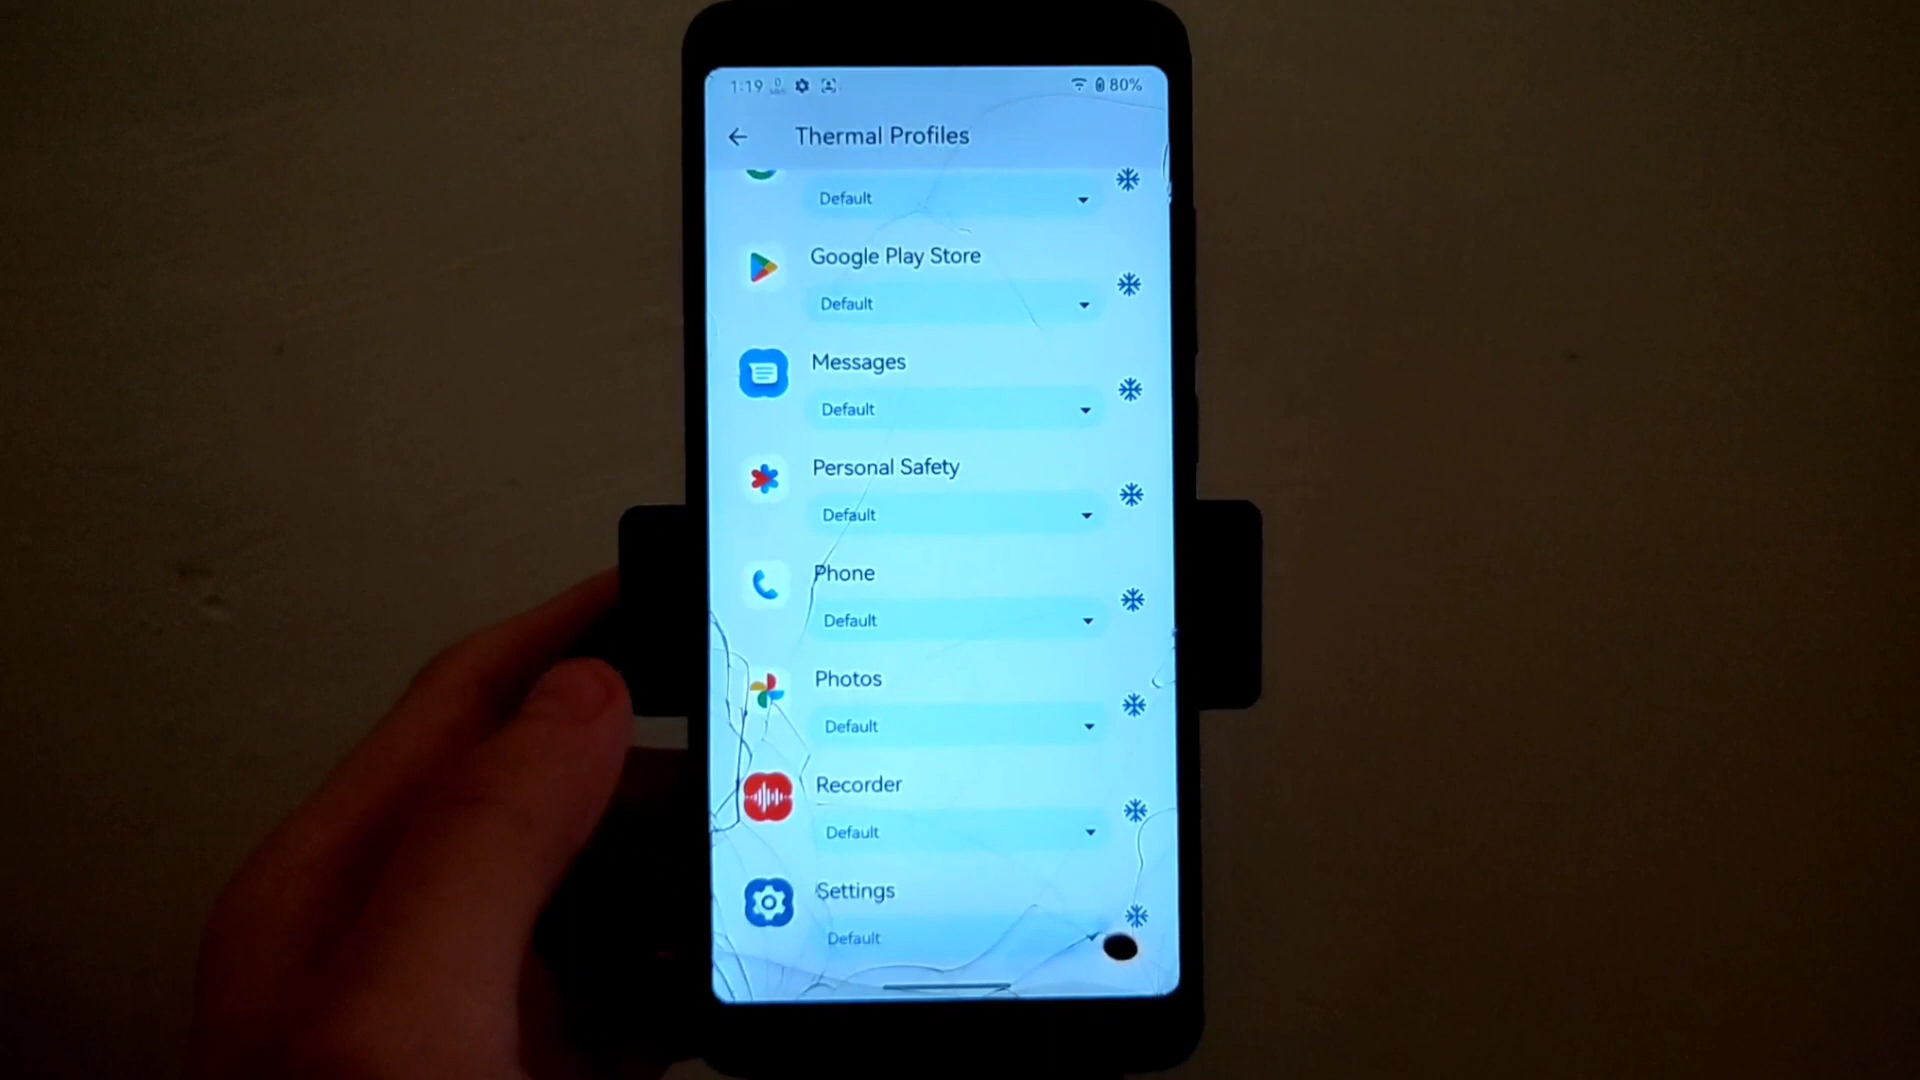 1:19 80%
Thermal Profiles
Default
Google Play Store
Default
Messages
Default
Personal Safety
Default
Phone
Default
Photos
Default
Recorder
Default
Settings
Default